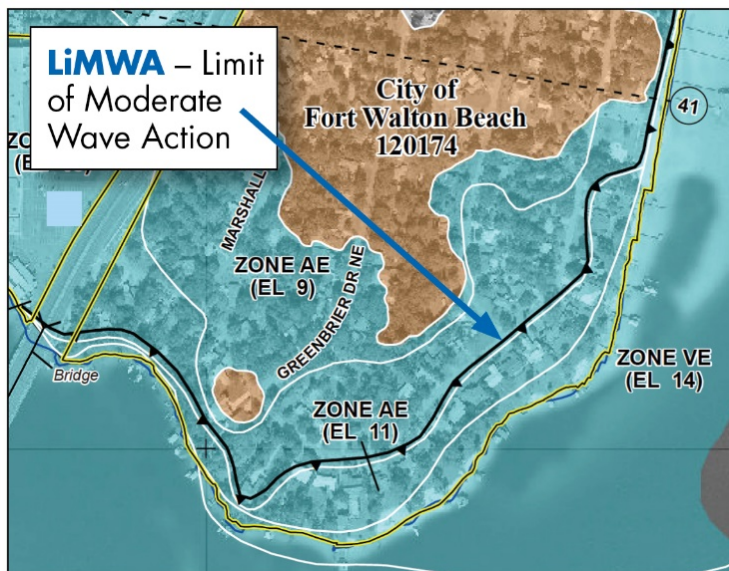 LiMWA – Limit
of Moderate
Wave Action
City of
Fort Walton Beach
120174
41
MARSHALL
ZONE AE
(EL 9)
GREENBRIER DR NE
ZONE VE
(EL 14)
Bridge
ZONE AE
(EL 11)